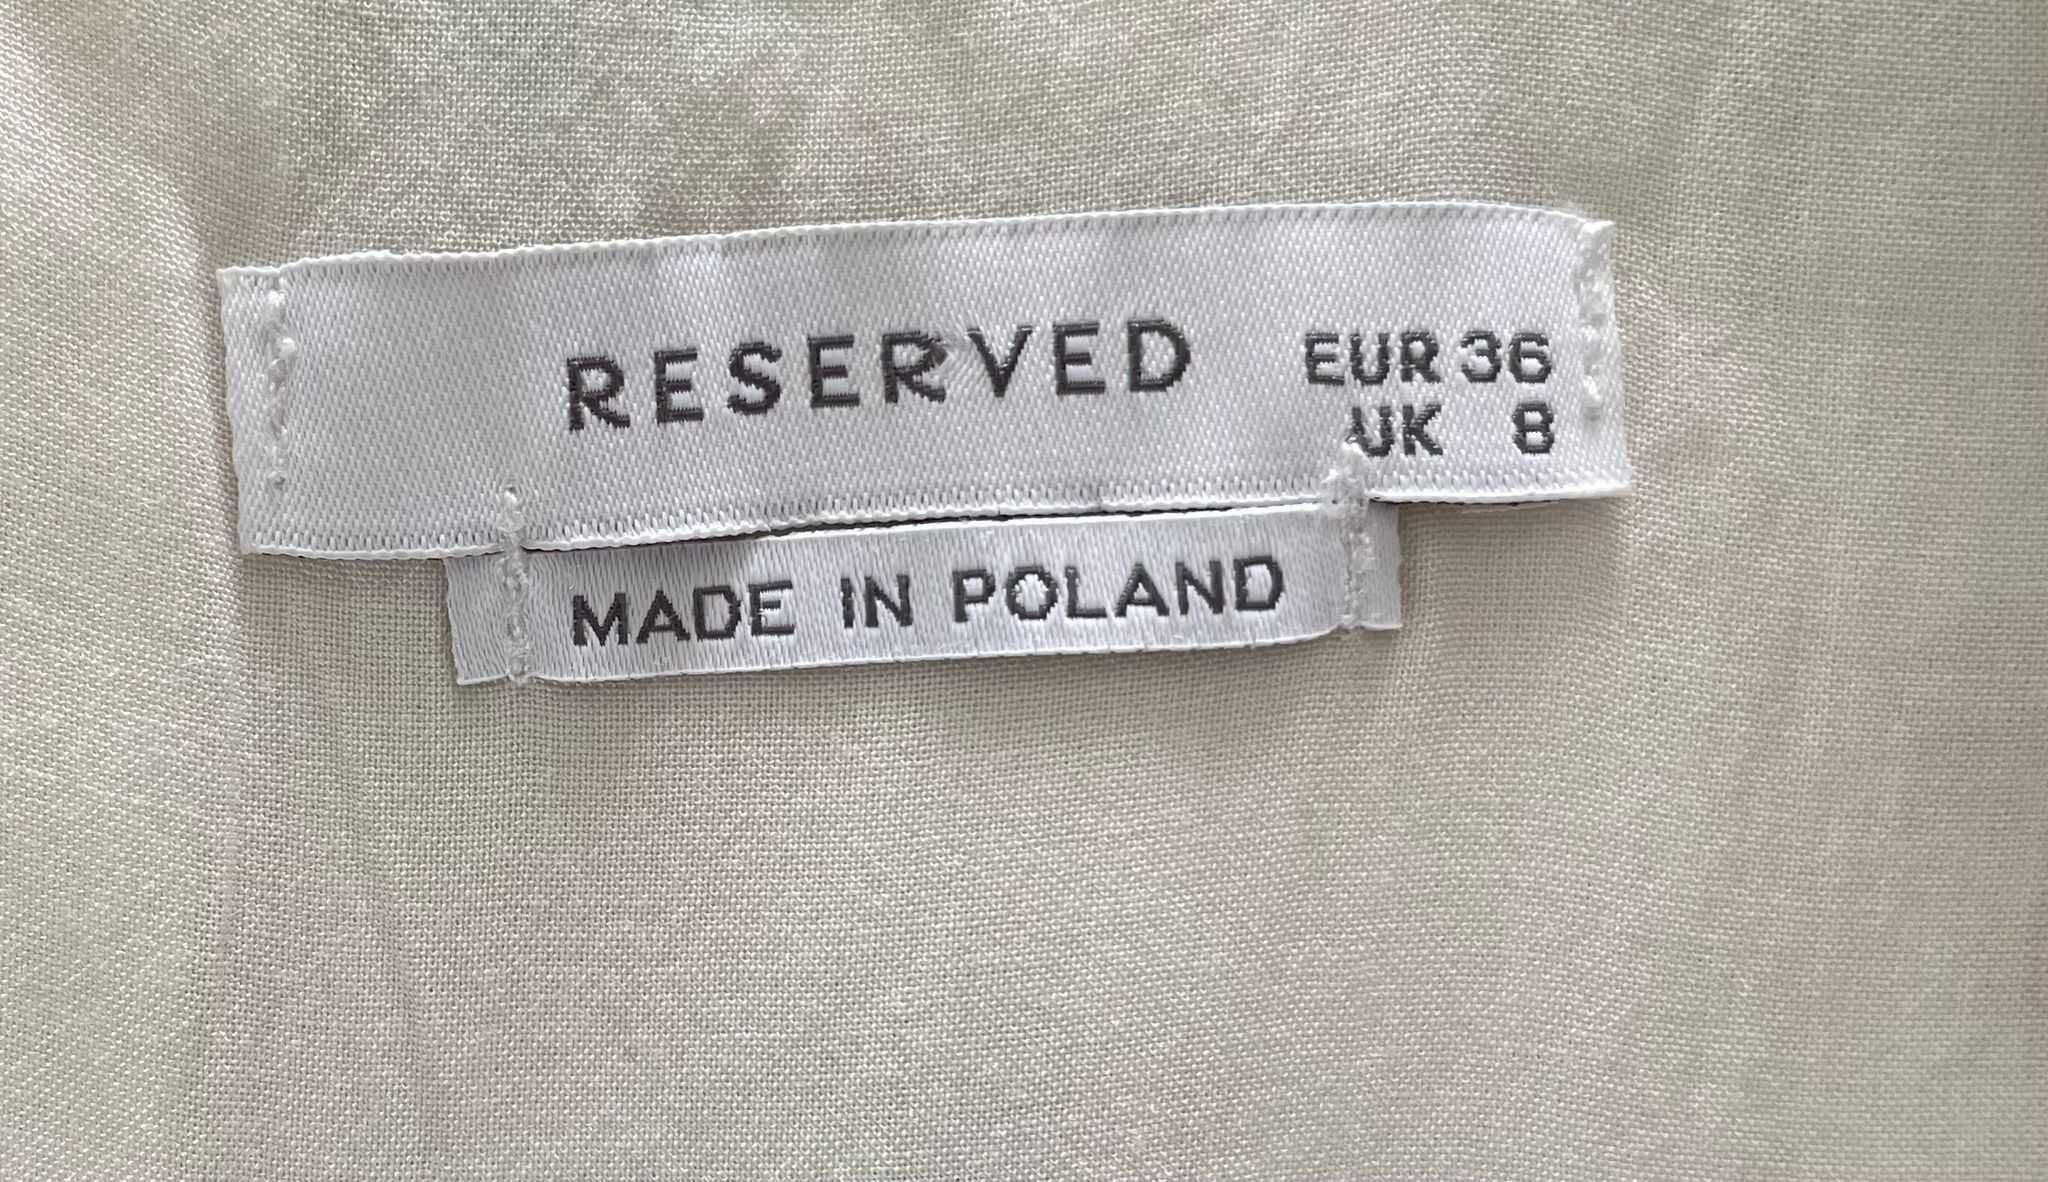 RESERVED
EUR 36
UK 8
MADE IN POLAND